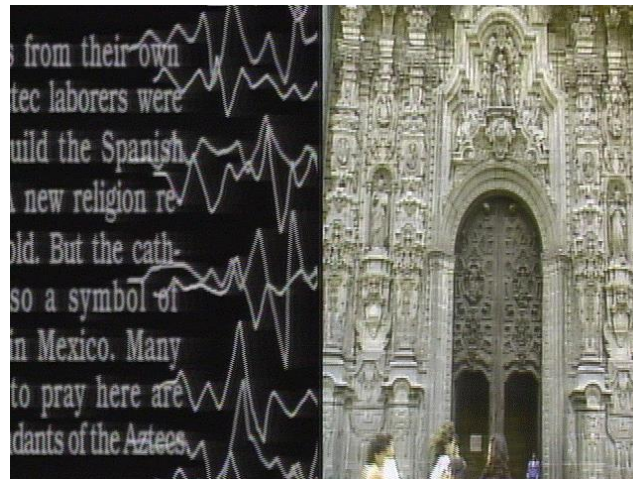 s from their own
tec laborers were
uild the Spanish
new religion re-
old. But the cath-
so a symbol of
in Mexico. Many
to pray here are
dants of the Aztecs